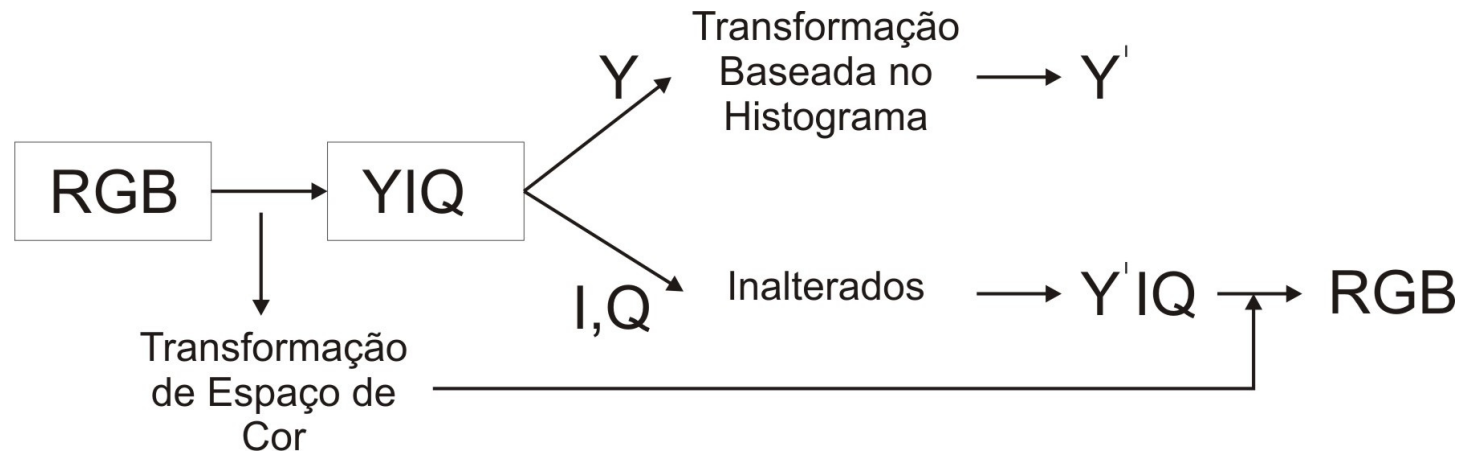 Transformação
Baseada no
Histograma
Y
Y'
RGB
YIQ
I,Q
Inalterados
Y'IQ
RGB
Transformação
de Espaço de
Cor